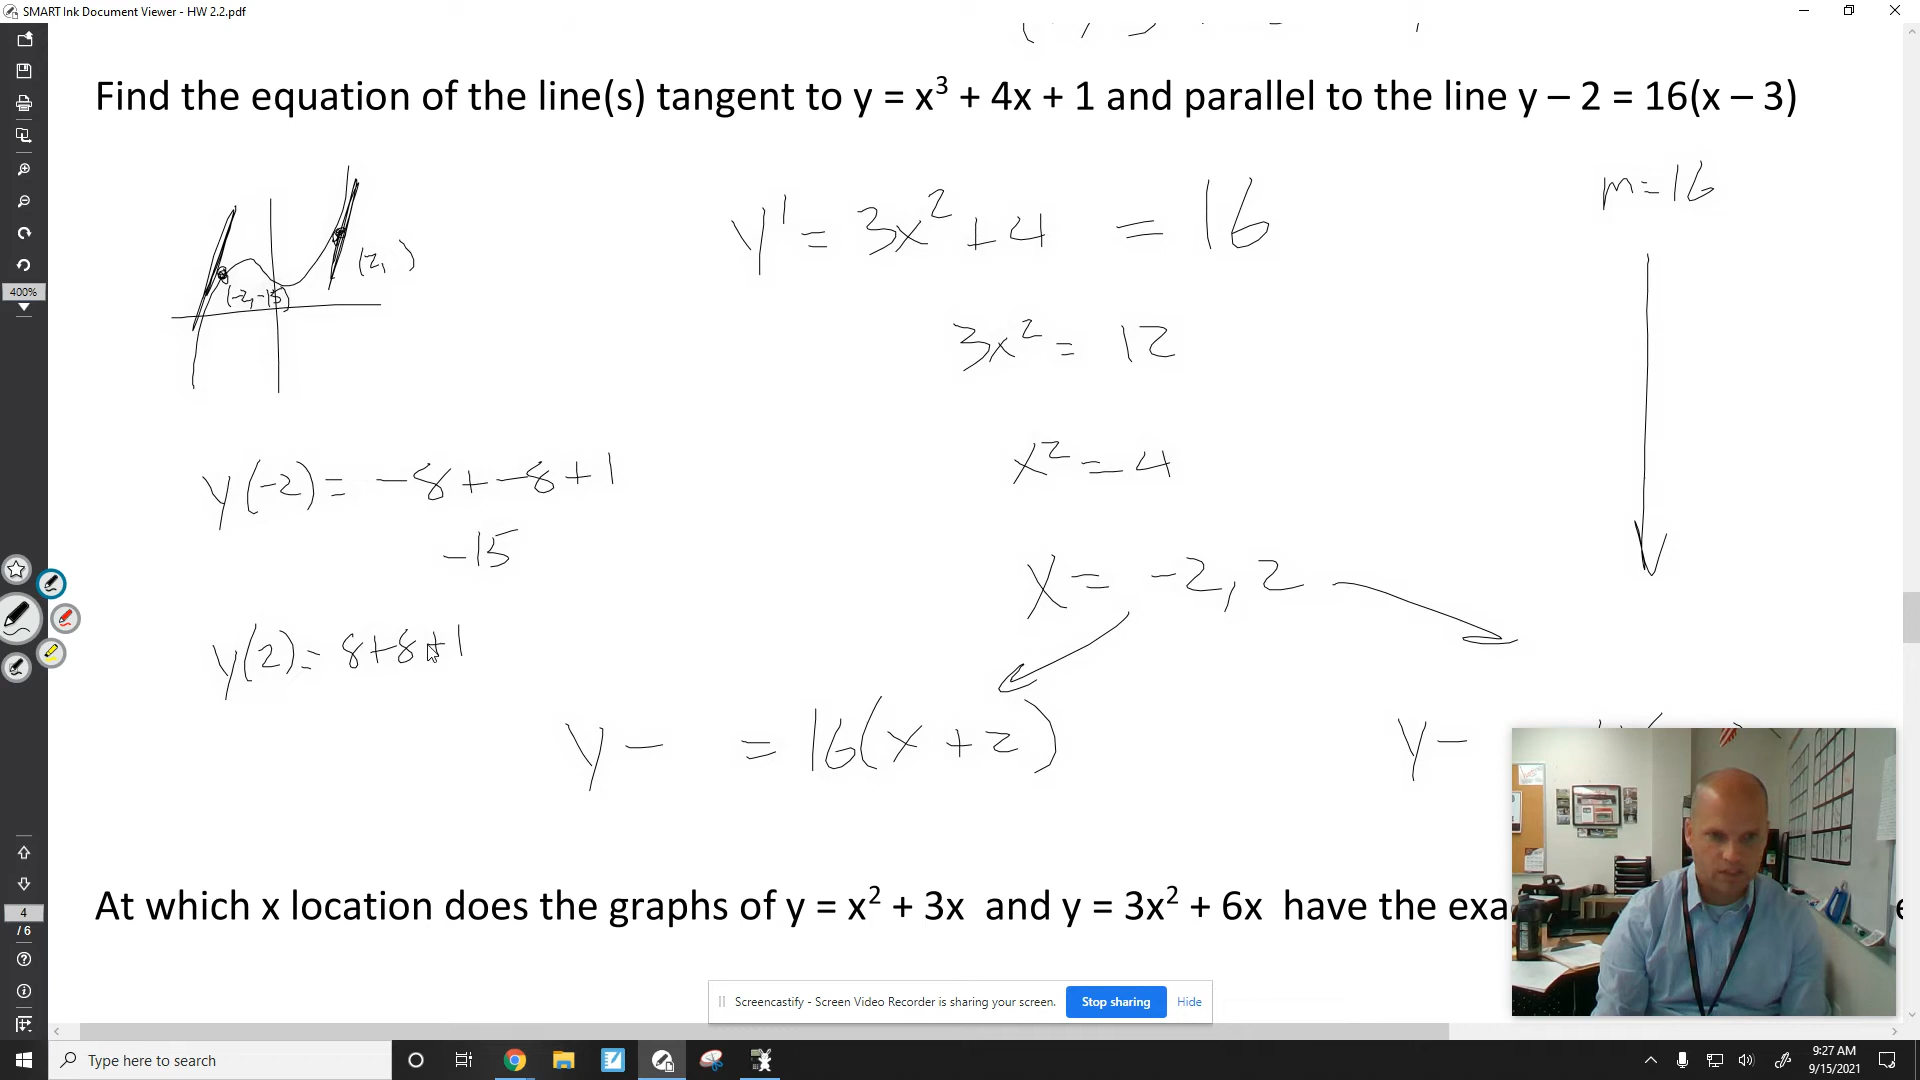 SMART Ink Document Viewer - HW 2.2.pdf
Find the equation of the line(s) tangent to y = x³ + 4x + 1 and parallel to the line y – 2 = 16(x – 3)
m = 16
y' = 3x² + 4 = 16
(2, )
(-2, -15)
3x² = 12
x² = 4
y(-2) = -8 + -8 + 1
-15
x = -2, 2
y(2) = 8 + 8 + 1
y - = 16(x + 2)
y -
At which x location does the graphs of y = x² + 3x and y = 3x² + 6x have the exa
400%
4
/ 6
Screencastify - Screen Video Recorder is sharing your screen.
Stop sharing
Hide
Type here to search
9:27 AM
9/15/2021